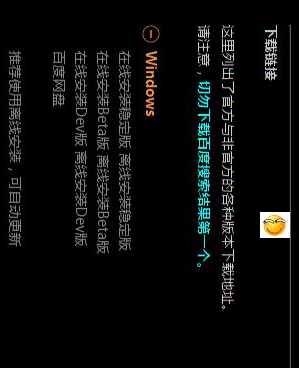 下载链接
这里列出了官方与非官方的各种版本下载地址。
请注意，切勿下载百度搜索结果第一个。
Windows
在线安装稳定版 离线安装稳定版
在线安装Beta版 离线安装Beta版
在线安装Dev版 离线安装Dev版
百度网盘
推荐使用离线安装，可自动更新